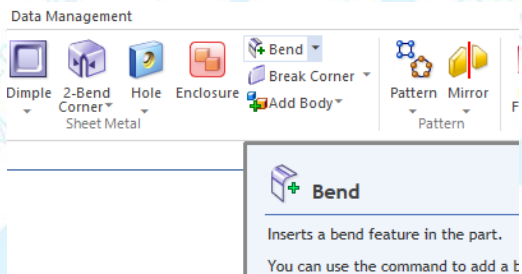 Data Management
Bend
Break Corner
Add Body
Dimple
2-Bend
Corner
Hole
Enclosure
Pattern
Mirror
F
Sheet Metal
Pattern
Bend
Inserts a bend feature in the part.
You can use the command to add a b